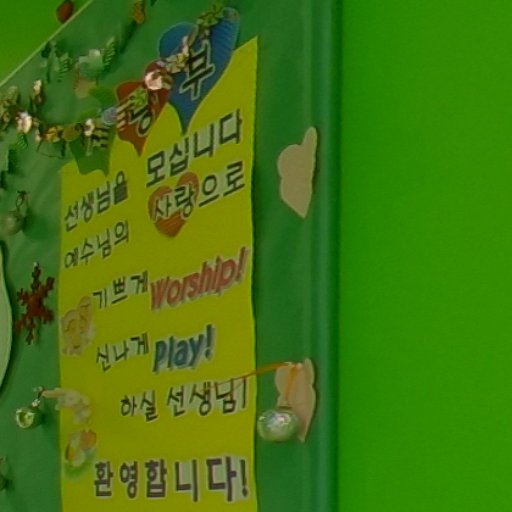 부
선생님을 모십니다
예수님의 사랑으로
기쁘게 Worship!
신나게 Play!
하실 선생님!
환영합니다!